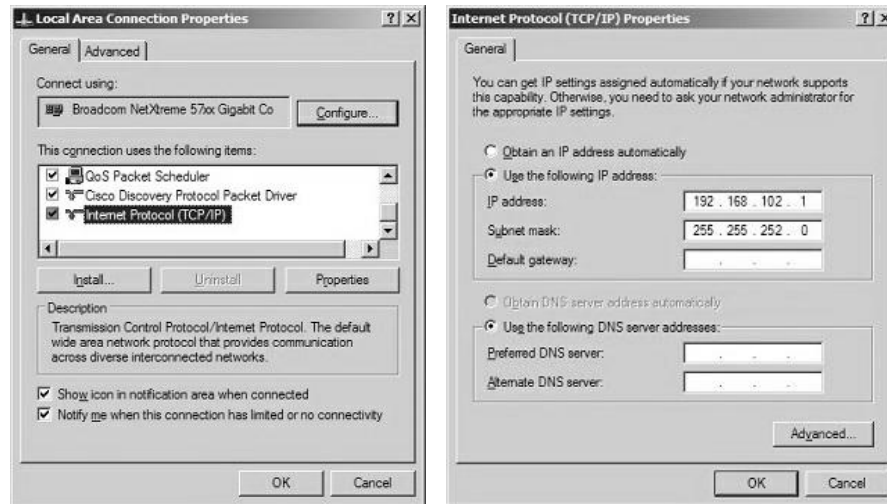 Local Area Connection Properties
General
Advanced
Connect using:
Broadcom NetXtreme 57xx Gigabit Co
Configure...
This connection uses the following items:
QoS Packet Scheduler
Cisco Discovery Protocol Packet Driver
Internet Protocol (TCP/IP)
Install...
Uninstall
Properties
Description
Transmission Control Protocol/Internet Protocol. The default
wide area network protocol that provides communication
across diverse interconnected networks.
Show icon in notification area when connected
Notify me when this connection has limited or no connectivity
OK
Cancel
Internet Protocol (TCP/IP) Properties
General
You can get IP settings assigned automatically if your network supports
this capability. Otherwise, you need to ask your network administrator for
the appropriate IP settings.
Obtain an IP address automatically
Use the following IP address:
IP address: 192 . 168 . 102 . 1
Subnet mask: 255 . 255 . 252 . 0
Default gateway: . . .
Obtain DNS server address automatically
Use the following DNS server addresses:
Preferred DNS server: . . .
Alternate DNS server: . . .
Advanced...
OK
Cancel